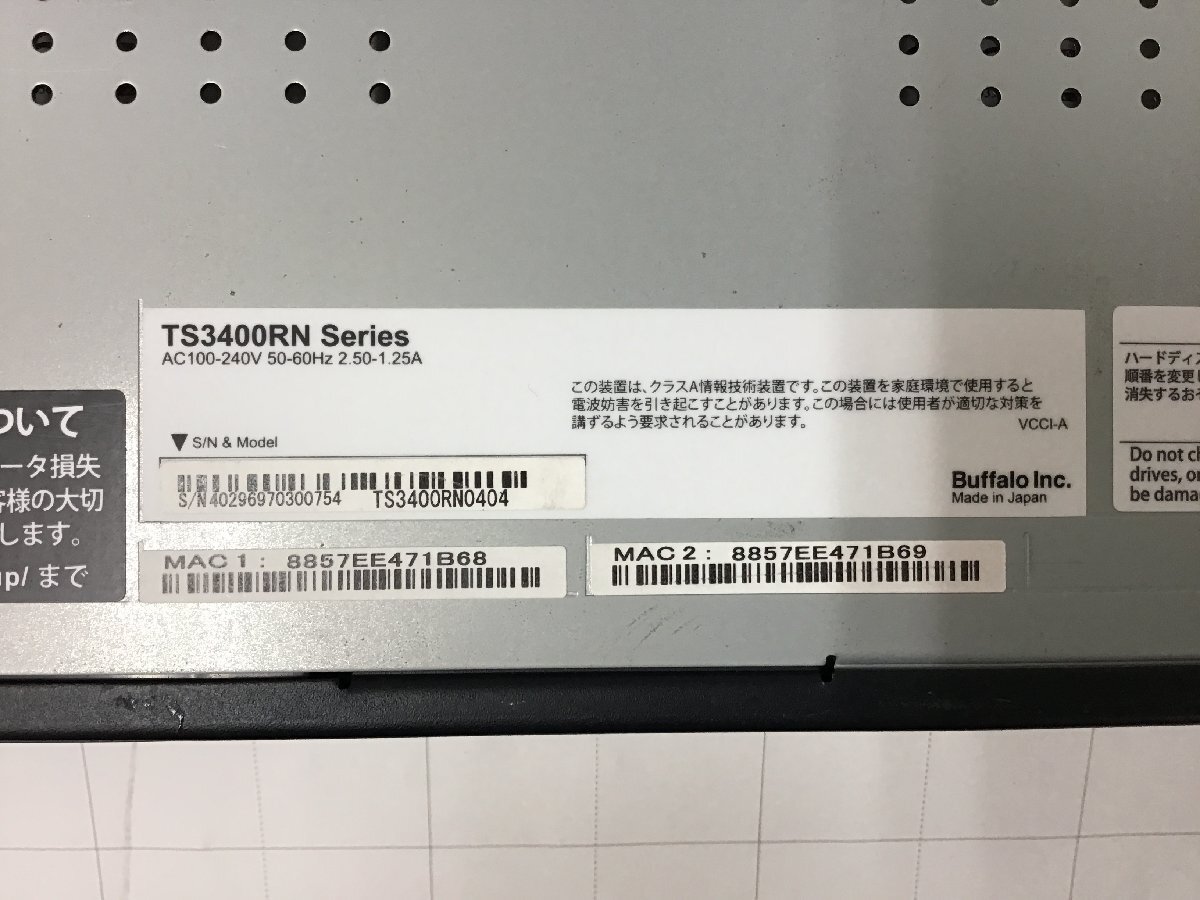 TS3400RN Series
AC100-240V 50-60Hz 2.50-1.25A
この装置は、クラスA情報技術装置です。この装置を家庭環境で使用すると
電波妨害を引き起こすことがあります。この場合には使用者が適切な対策を
講ずるよう要求されることがあります。
VCCI-A
▼ S/N & Model
S/N 40296970300754 TS3400RN0404
Buffalo Inc.
Made in Japan
MAC 1 : 8857EE471B68
MAC 2 : 8857EE471B69
ついて
ータ損失
客様の大切
します。
jp/ まで
ハードディス
順番を変更し
消失するおそ
Do not ch
drives, or
be damag